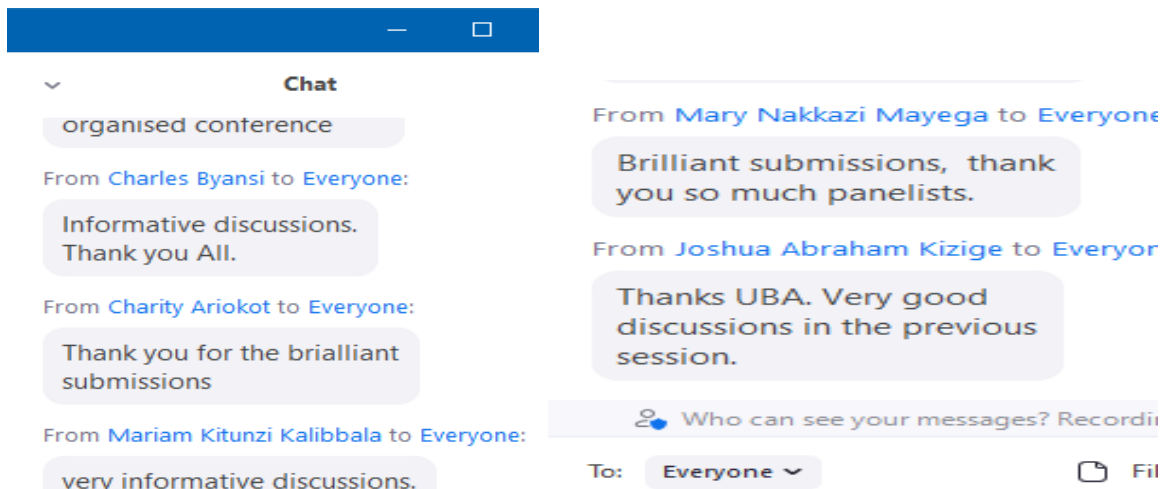 Chat
organised conference
From Charles Byansi to Everyone:
Informative discussions.
Thank you All.
From Charity Ariokot to Everyone:
Thank you for the brialliant
submissions
From Mariam Kitunzi Kalibbala to Everyone:
very informative discussions.
From Mary Nakkazi Mayega to Everyone
Brilliant submissions, thank
you so much panelists.
From Joshua Abraham Kizige to Everyon
Thanks UBA. Very good
discussions in the previous
session.
Who can see your messages? Recordin
To: Everyone Fil